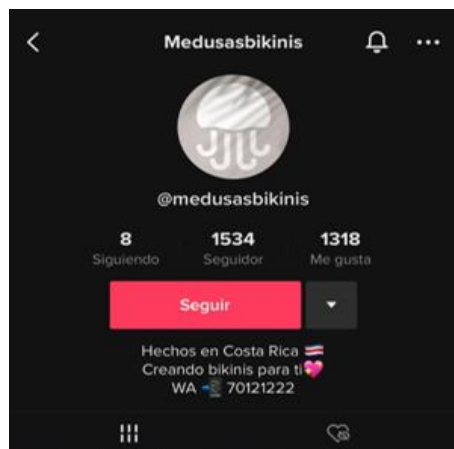 Medusasbikinis
@medusasbikinis
8 1534 1318
Siguiendo Seguidor Me gusta
Seguir
Hechos en Costa Rica 🇨🇷
Creando bikinis para ti💖
WA 📲 70121222